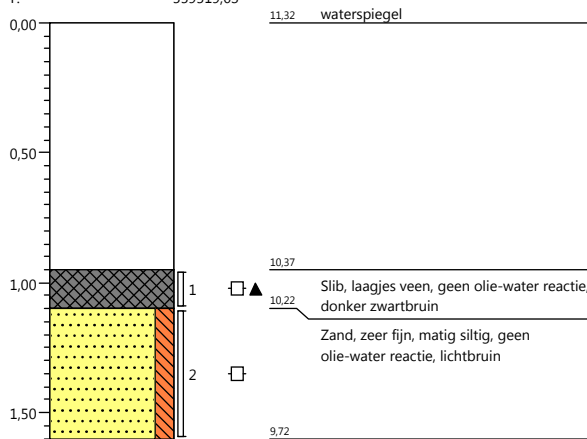 11,32 waterspiegel
0,00
0,50
10,37
1,00
1
Slib, laagjes veen, geen olie-water reactie,
10,22
donker zwartbruin
Zand, zeer fijn, matig siltig, geen
olie-water reactie, lichtbruin
2
1,50
9,72